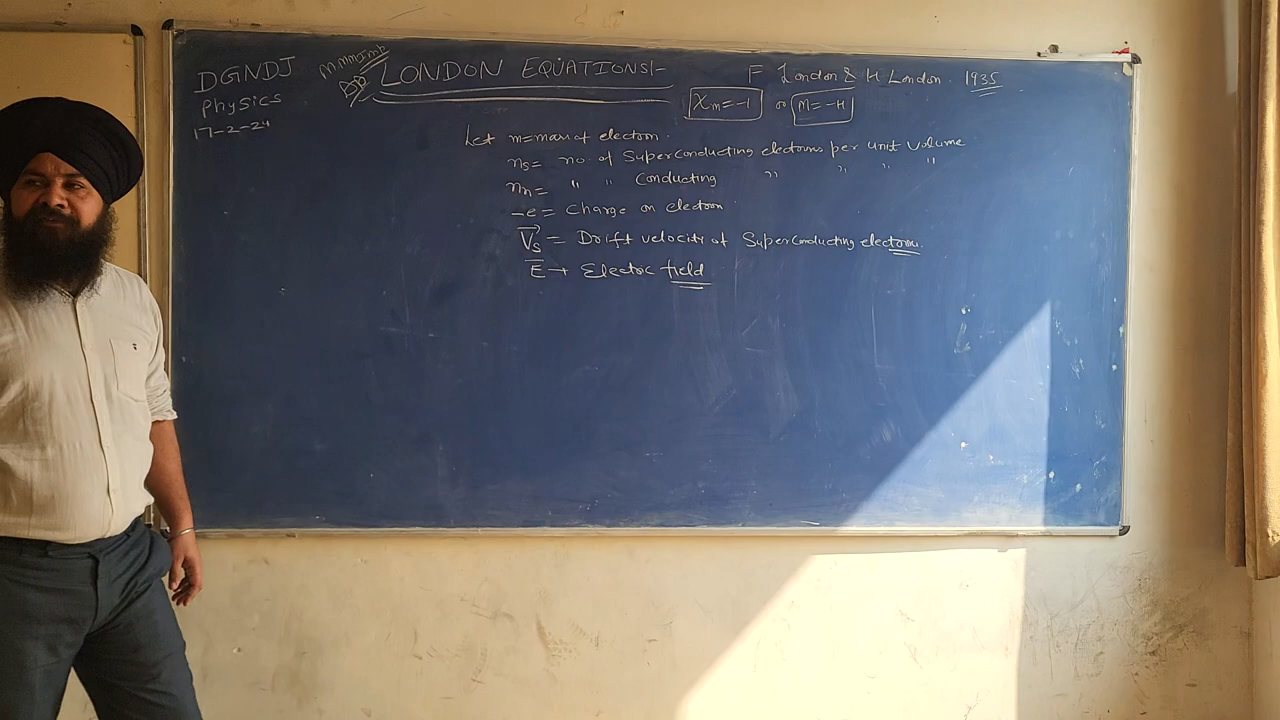 DGNDJ
Physics
17-2-24
M.M.M Imb
LONDON EQUATIONS:-
F London & H London 1935
χm = -1 or M = -H
Let m = mass of electron.
ns = no. of Superconducting electrons per unit volume
nn = " " Conducting " " " "
-e = Charge on electron
Vs = Drift velocity of Superconducting electrons.
E → Electric field